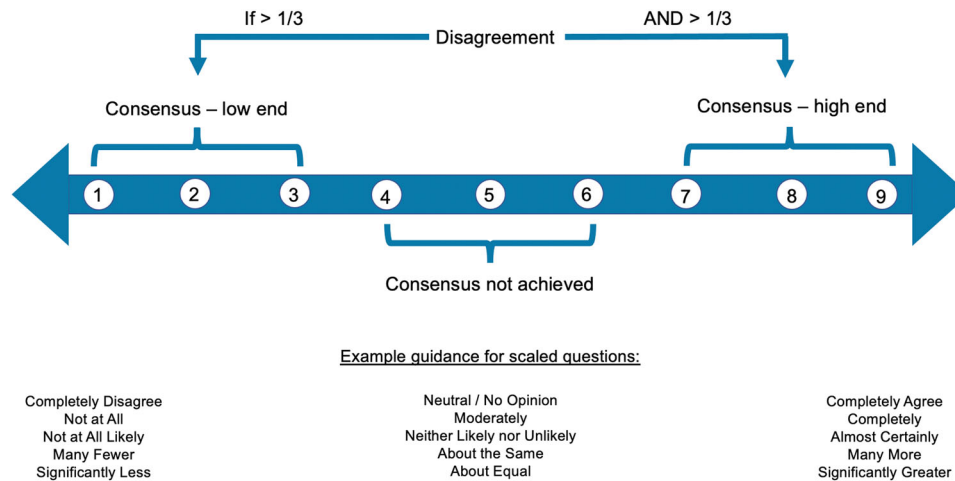 If > 1/3
AND > 1/3
Disagreement
Consensus – low end
Consensus – high end
1 2 3 4 5 6 7 8 9
Consensus not achieved
Example guidance for scaled questions:
Completely Disagree
Not at All
Not at All Likely
Many Fewer
Significantly Less
Neutral / No Opinion
Moderately
Neither Likely nor Unlikely
About the Same
About Equal
Completely Agree
Completely
Almost Certainly
Many More
Significantly Greater